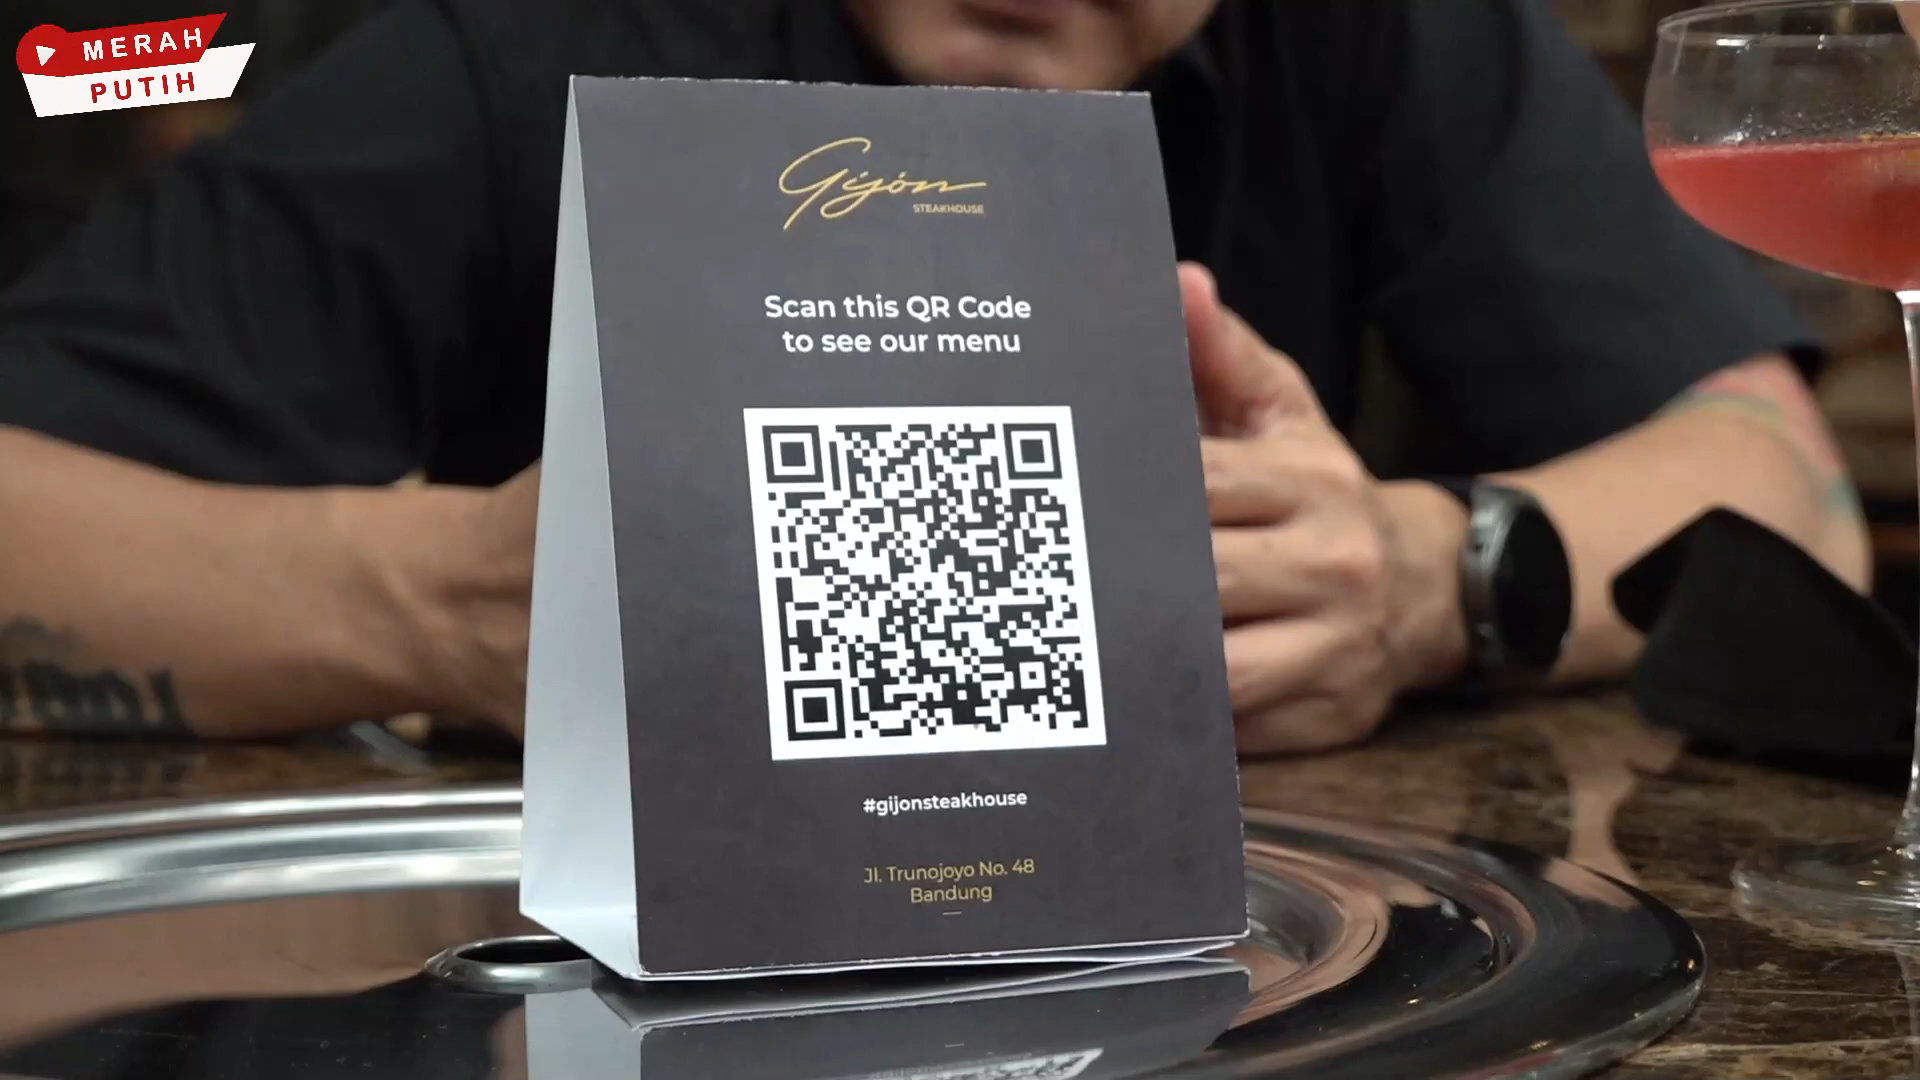 MERAH
PUTIH
Gijón
STEAKHOUSE
Scan this QR Code
to see our menu
#gijonsteakhouse
Jl. Trunojoyo No. 48
Bandung